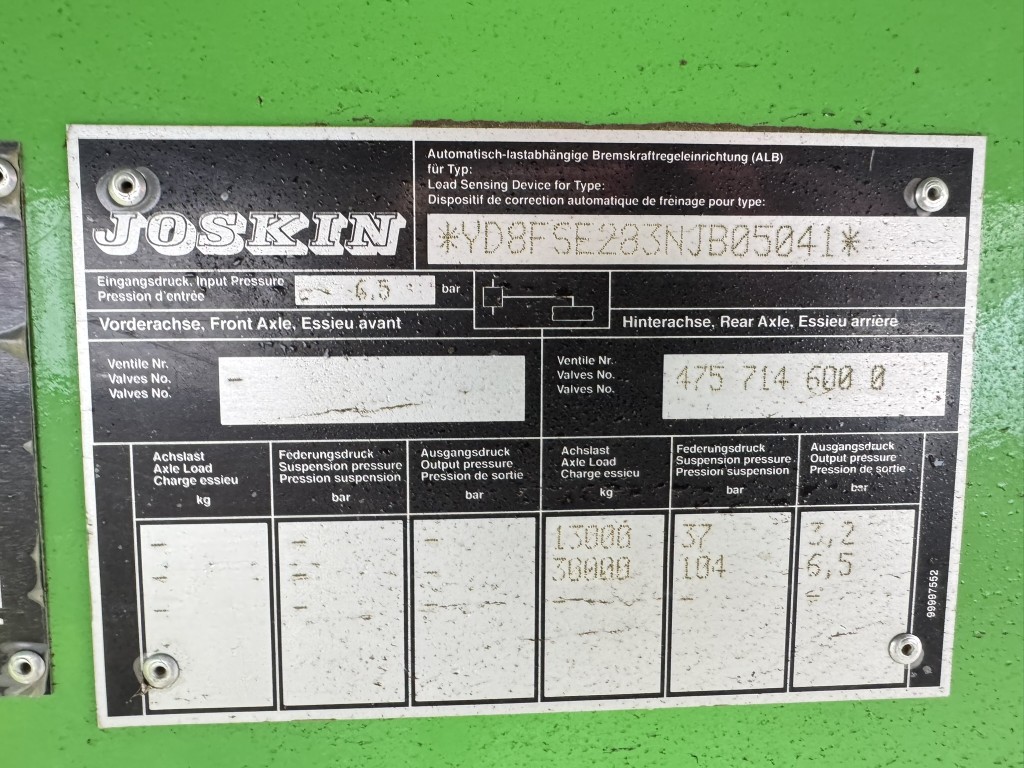 JOSKIN
Automatisch-lastabhängige Bremskraftregeleinrichtung (ALB)
für Typ:
Load Sensing Device for Type:
Dispositif de correction automatique de freinage pour type:
*YD8FSE283NJB05041*
Eingangsdruck, Input Pressure
Pression d'entrée
6,5 bar
Vorderachse, Front Axle, Essieu avant
Hinterachse, Rear Axle, Essieu arrière
Ventile Nr.
Valves No.
Valves No.
-
Ventile Nr.
Valves No.
Valves No.
475 714 600 0
Achslast
Axle Load
Charge essieu
kg
Federungsdruck
Suspension pressure
Pression suspension
bar
Ausgangsdruck
Output pressure
Pression de sortie
bar
Achslast
Axle Load
Charge essieu
kg
Federungsdruck
Suspension pressure
Pression suspension
bar
Ausgangsdruck
Output pressure
Pression de sortie
bar
- - - 13000 37 3,2
- - 30000 104 6,5
- - - - - -
99997552